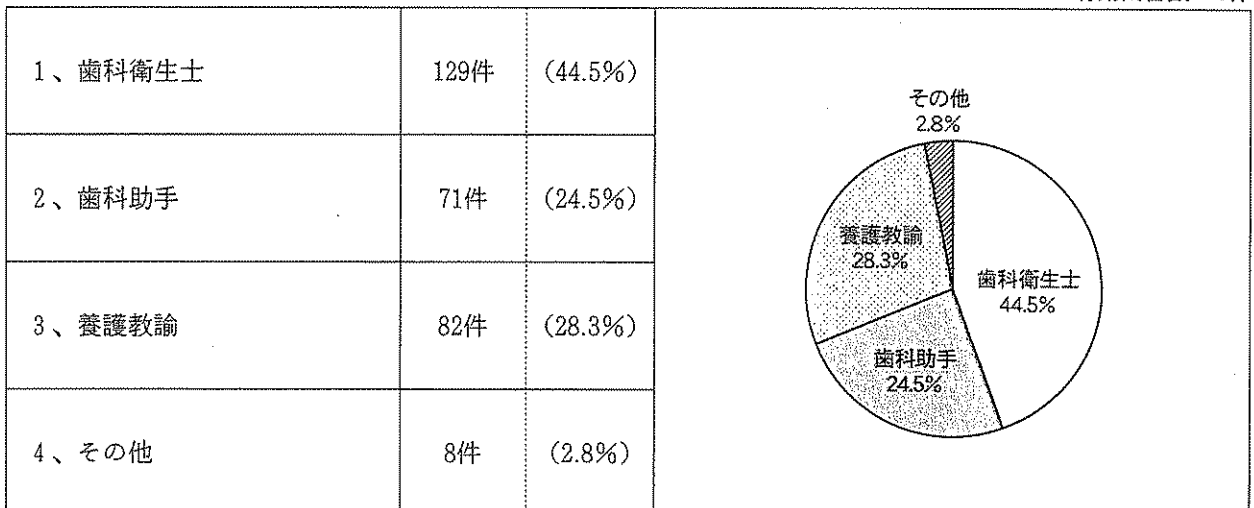 1、歯科衛生士 129件 (44.5%)
2、歯科助手 71件 (24.5%)
3、養護教諭 82件 (28.3%)
4、その他 8件 (2.8%)
その他
2.8%
養護教諭
28.3%
歯科衛生士
44.5%
歯科助手
24.5%